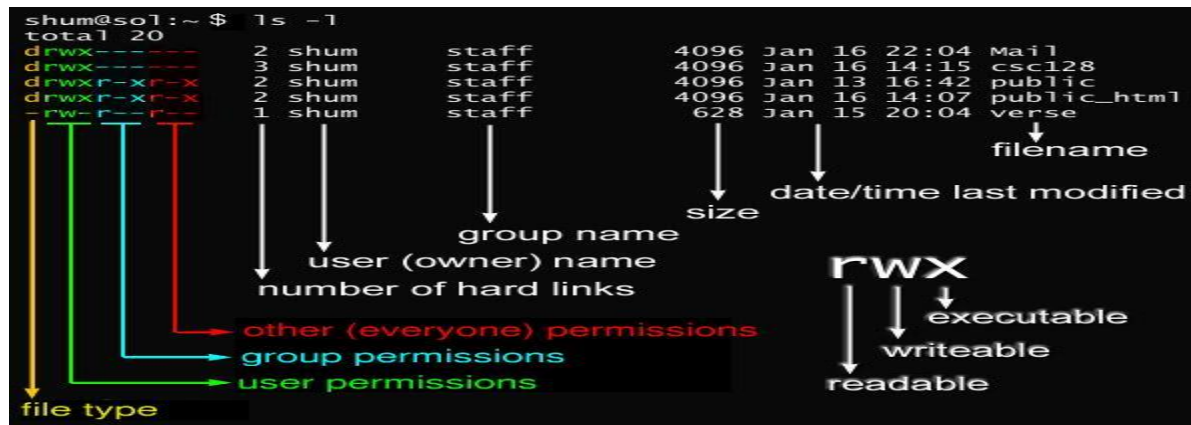 shum@sol:~$ ls -l
total 20
drwx------ 2 shum staff 4096 Jan 16 22:04 Mail
drwx------ 3 shum staff 4096 Jan 16 14:15 csc128
drwxr-xr-x 2 shum staff 4096 Jan 13 16:42 public
drwxr-xr-x 2 shum staff 4096 Jan 16 14:07 public_html
-rw-r--r-- 1 shum staff 628 Jan 15 20:04 verse
filename
date/time last modified
size
group name
user (owner) name
number of hard links
rwx
executable
writeable
readable
other (everyone) permissions
group permissions
user permissions
file type